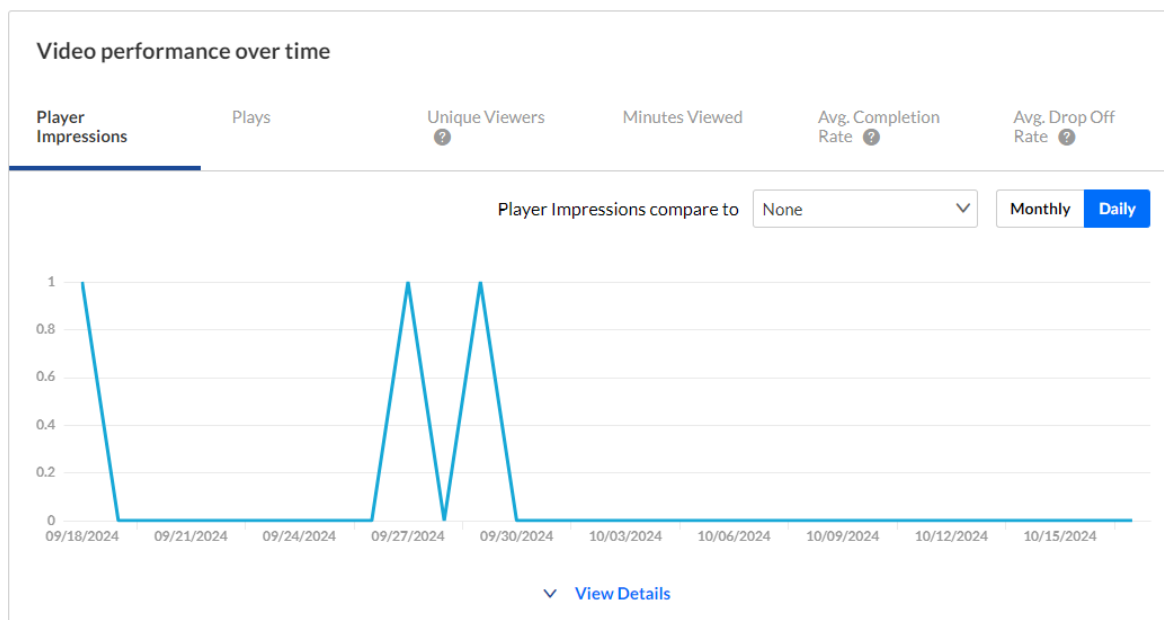 Video performance over time
Player
Impressions
Plays
Unique Viewers
?
Minutes Viewed
Avg. Completion
Rate ?
Avg. Drop Off
Rate ?
Player Impressions compare to
None
Monthly
Daily
1
0.8
0.6
0.4
0.2
0
09/18/2024 09/21/2024 09/24/2024 09/27/2024 09/30/2024 10/03/2024 10/06/2024 10/09/2024 10/12/2024 10/15/2024
View Details